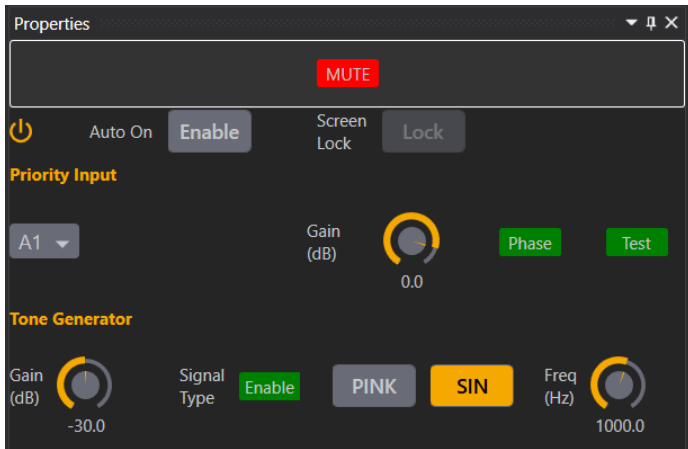 Properties
MUTE
Auto On Enable Screen Lock Lock
Priority Input
A1 Gain (dB) Phase Test
0.0
Tone Generator
Gain (dB) Signal Type Enable PINK SIN Freq (Hz)
-30.0 1000.0